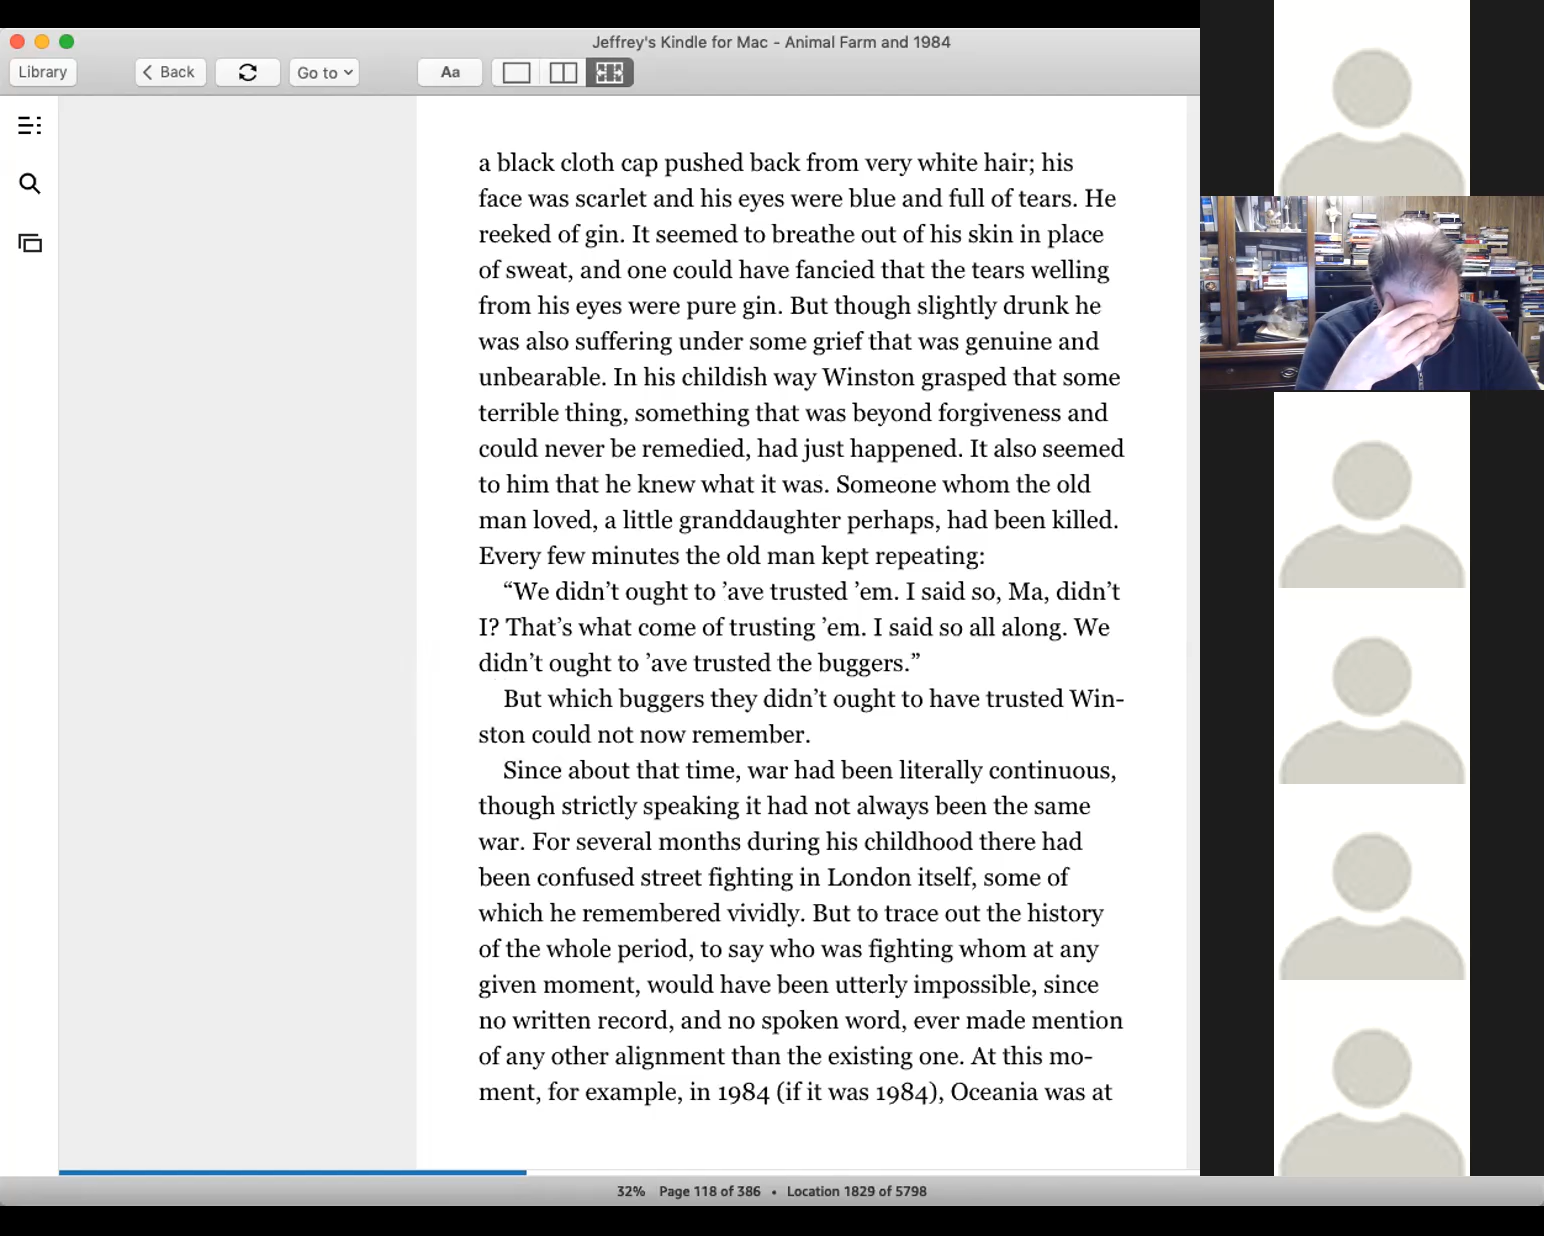 Jeffrey's Kindle for Mac - Animal Farm and 1984
Library
Back
Go to
Aa
a black cloth cap pushed back from very white hair; his
face was scarlet and his eyes were blue and full of tears. He
reeked of gin. It seemed to breathe out of his skin in place
of sweat, and one could have fancied that the tears welling
from his eyes were pure gin. But though slightly drunk he
was also suffering under some grief that was genuine and
unbearable. In his childish way Winston grasped that some
terrible thing, something that was beyond forgiveness and
could never be remedied, had just happened. It also seemed
to him that he knew what it was. Someone whom the old
man loved, a little granddaughter perhaps, had been killed.
Every few minutes the old man kept repeating:
“We didn’t ought to ’ave trusted ’em. I said so, Ma, didn’t
I? That’s what come of trusting ’em. I said so all along. We
didn’t ought to ’ave trusted the buggers.”
But which buggers they didn’t ought to have trusted Win-
ston could not now remember.
Since about that time, war had been literally continuous,
though strictly speaking it had not always been the same
war. For several months during his childhood there had
been confused street fighting in London itself, some of
which he remembered vividly. But to trace out the history
of the whole period, to say who was fighting whom at any
given moment, would have been utterly impossible, since
no written record, and no spoken word, ever made mention
of any other alignment than the existing one. At this mo-
ment, for example, in 1984 (if it was 1984), Oceania was at
32% Page 118 of 386 • Location 1829 of 5798